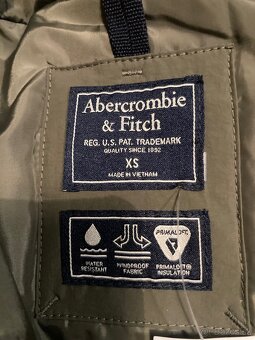 Abercrombie
& Fitch
REG. U.S. PAT. TRADEMARK
QUALITY SINCE 1892
XS
MADE IN VIETNAM
PRIMALOFT
WATER
RESISTANT
WINDPROOF
FABRIC
PRIMALOFT®
INSULATION